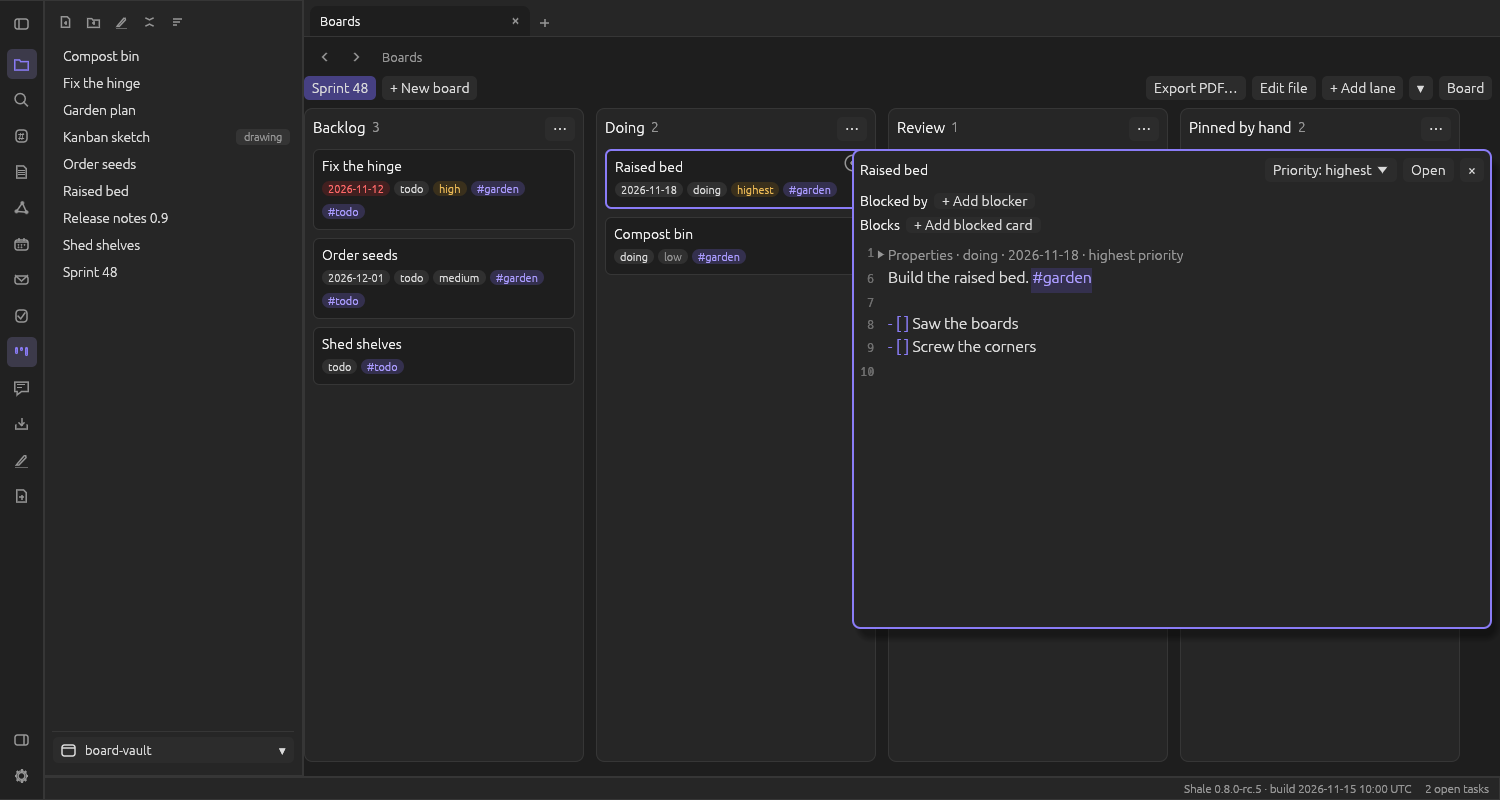 Boards
Boards
Compost bin
Fix the hinge
Garden plan
Kanban sketch drawing
Order seeds
Raised bed
Release notes 0.9
Shed shelves
Sprint 48
board-vault
Sprint 48 + New board Export PDF... Edit file + Add lane Board
Backlog 3
Fix the hinge
2026-11-12 todo high #garden
#todo
Order seeds
2026-12-01 todo medium #garden
#todo
Shed shelves
todo #todo
Doing 2
Raised bed
2026-11-18 doing highest #garden
Compost bin
doing low #garden
Review 1
Pinned by hand 2
Raised bed Priority: highest Open ×
Blocked by + Add blocker
Blocks + Add blocked card
1 Properties · doing · 2026-11-18 · highest priority
6 Build the raised bed. #garden
7
8 - [ ] Saw the boards
9 - [ ] Screw the corners
10
Shale 0.8.0-rc.5 · build 2026-11-15 10:00 UTC 2 open tasks